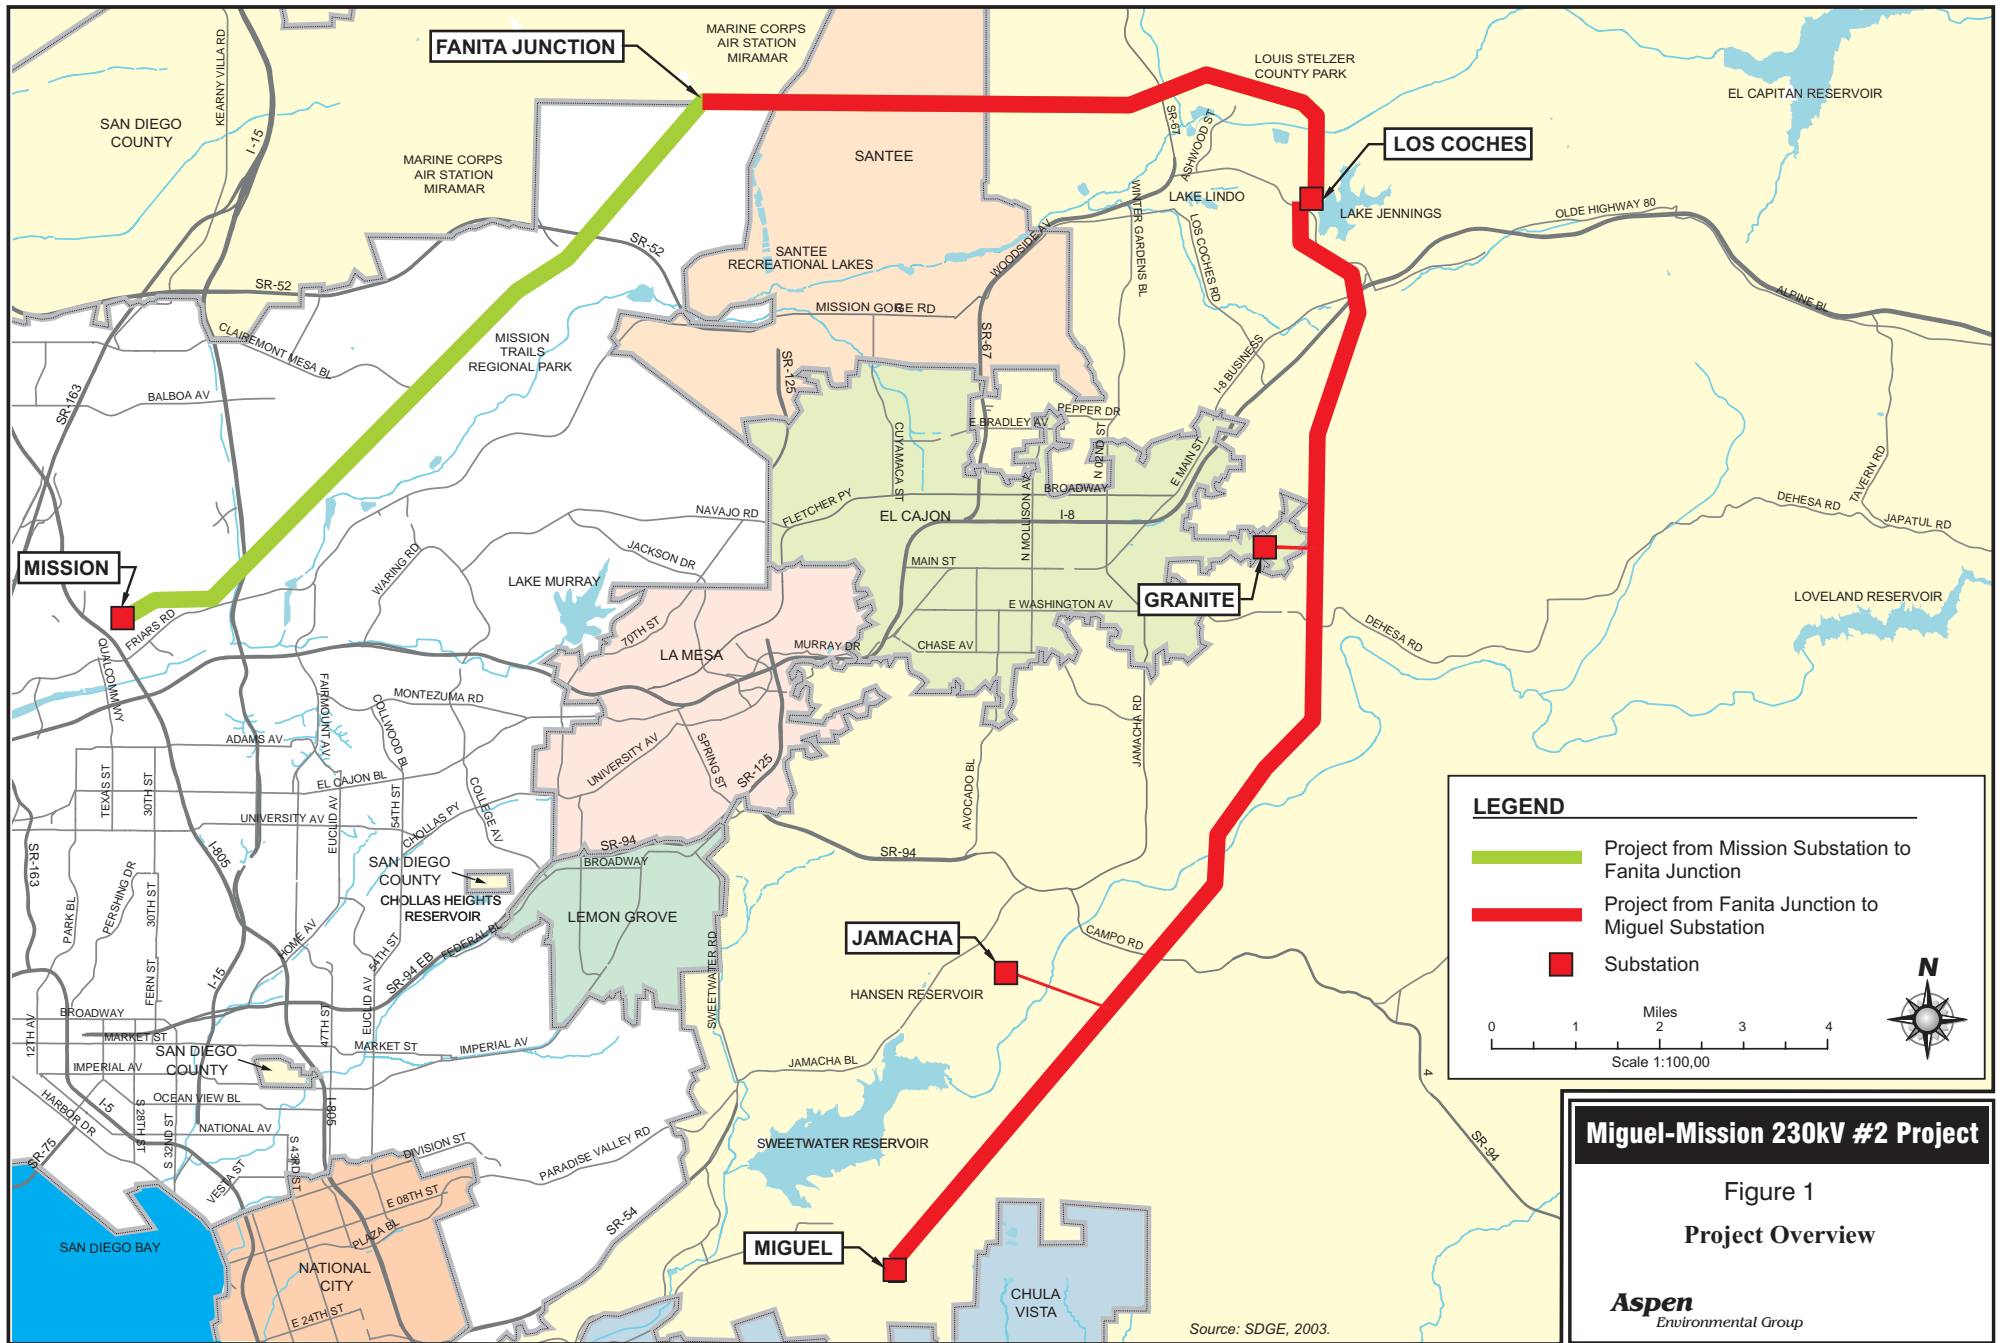 FANITA JUNCTION
MARINE CORPS
AIR STATION
MIRAMAR
LOUIS STELZER
COUNTY PARK
EL CAPITAN RESERVOIR
KEARNY VILLA RD
I-15
SAN DIEGO
COUNTY
MARINE CORPS
AIR STATION
MIRAMAR
SANTEE
SR-67
ASHWOOD ST
LOS COCHES
LAKE LINDO
LAKE JENNINGS
OLDE HIGHWAY 80
WINTER GARDENS BL
LOS COCHES RD
SR-52
SR-52
SANTEE
RECREATIONAL LAKES
WOODSIDE AV
MISSION GORGE RD
ALPINE BL
CLAIREMONT MESA BL
MISSION
TRAILS
REGIONAL PARK
SR-125
SR-67
I-8 BUSINESS
SR-163
BALBOA AV
PEPPER DR
E BRADLEY AV
CUYAMACA ST
N 02ND ST
E MAIN ST
N MOLLISON AV
BROADWAY
TAVERN RD
DEHESA RD
JAPATUL RD
NAVAJO RD
FLETCHER PY
EL CAJON
I-8
JACKSON DR
WARING RD
MISSION
LAKE MURRAY
MAIN ST
GRANITE
E WASHINGTON AV
LOVELAND RESERVOIR
FRIARS RD
70TH ST
LA MESA
MURRAY DR
CHASE AV
DEHESA RD
QUALCOMM WY
FAIRMOUNT AV
COLLWOOD BL
MONTEZUMA RD
JAMACHA RD
ADAMS AV
UNIVERSITY AV
SPRING ST
SR-125
EL CAJON BL
TEXAS ST
30TH ST
EUCLID AV
54TH ST
COLLEGE AV
CHOLLAS PY
AVOCADO BL
UNIVERSITY AV
SR-163
I-805
SR-94
SR-94
BROADWAY
SAN DIEGO
COUNTY
CHOLLAS HEIGHTS
RESERVOIR
LEMON GROVE
PARK BL
PERSHING DR
30TH ST
HOME AV
54TH ST
FEDERAL BL
SR-94 EB
SWEETWATER RD
JAMACHA
CAMPO RD
HANSEN RESERVOIR
FERN ST
I-15
12TH AV
BROADWAY
47TH ST
EUCLID AV
MARKET ST
MARKET ST
IMPERIAL AV
SAN DIEGO
COUNTY
IMPERIAL AV
JAMACHA BL
HARBOR DR
I-5
S 28TH ST
S 32ND ST
OCEAN VIEW BL
I-805
NATIONAL AV
S 43RD ST
SR-75
VESTA ST
DIVISION ST
PARADISE VALLEY RD
SWEETWATER RESERVOIR
E 08TH ST
PLAZA BL
SR-54
SAN DIEGO BAY
NATIONAL
CITY
E 24TH ST
MIGUEL
CHULA
VISTA
4
SR-94
LEGEND
Project from Mission Substation to
Fanita Junction
Project from Fanita Junction to
Miguel Substation
Substation
N
Miles
0 1 2 3 4
Scale 1:100,00
Miguel-Mission 230kV #2 Project
Figure 1
Project Overview
Aspen
Environmental Group
Source: SDGE, 2003.